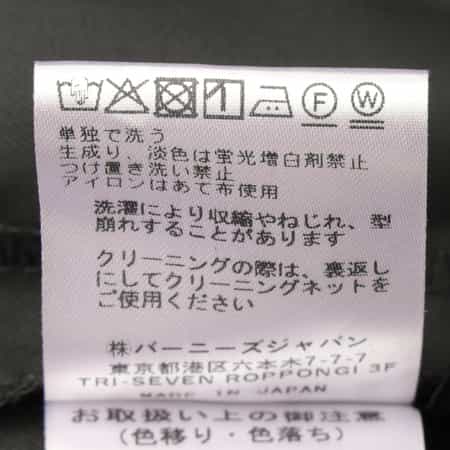 F W
単独で洗う
生成り、淡色は蛍光増白剤禁止
つけ置き洗い禁止
アイロンはあて布使用
洗濯により収縮やねじれ、型
崩れすることがあります
クリーニングの際は、裏返し
にしてクリーニングネットを
ご使用ください
㈱バーニーズジャパン
東京都港区六本木7-7-7
TRI-SEVEN ROPPONGI 3F
MADE IN JAPAN
お取扱い上の御注意
(色移り・色落ち)